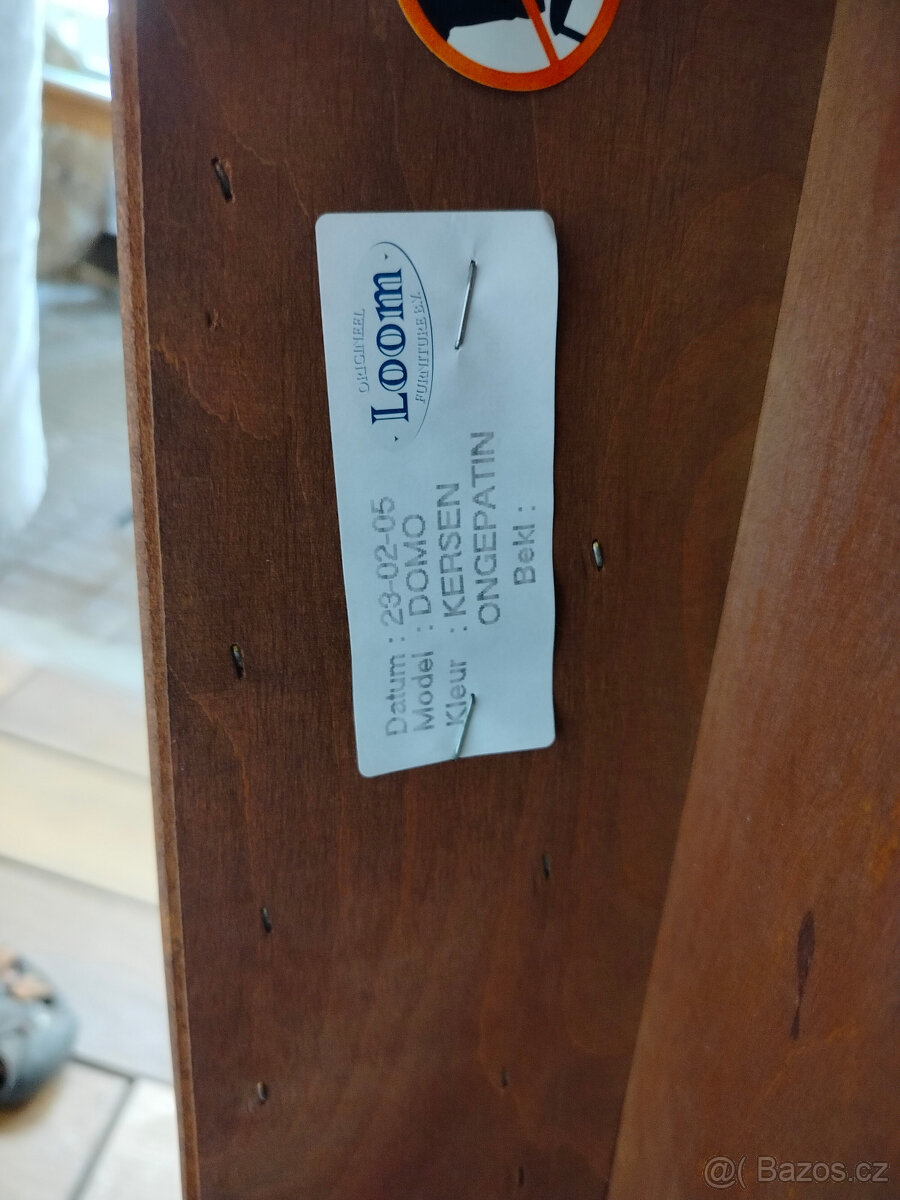 ORIGINEEL
Loom
FURNITURE B.V.
Datum : 23-02-05
Model : DOMO
Kleur : KERSEN
ONGEPATIN
Bekl :
@( Bazos.cz